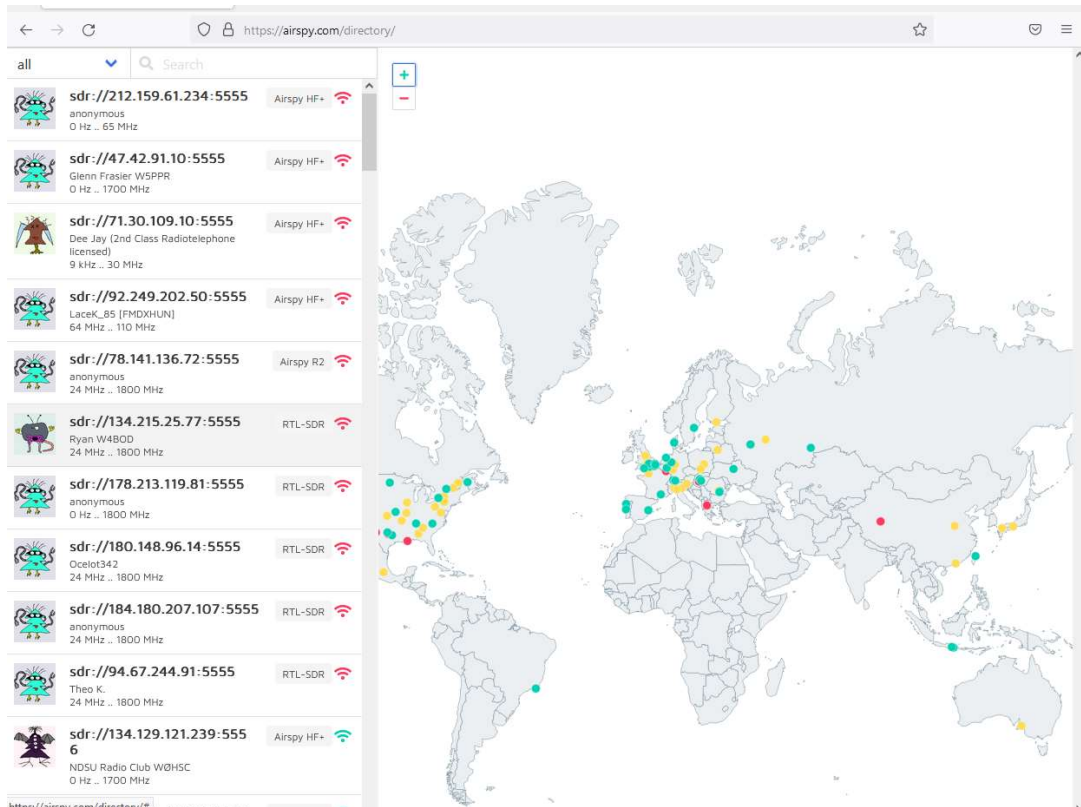 https://airspy.com/directory/
all
Search
sdr://212.159.61.234:5555
Airspy HF+
anonymous
0 Hz .. 65 MHz
sdr://47.42.91.10:5555
Airspy HF+
Glenn Frasier W5PPR
0 Hz .. 1700 MHz
sdr://71.30.109.10:5555
Airspy HF+
Dee Jay (2nd Class Radiotelephone
licensed)
9 kHz .. 30 MHz
sdr://92.249.202.50:5555
Airspy HF+
LaceK_85 [FMDXHUN]
64 MHz .. 110 MHz
sdr://78.141.136.72:5555
Airspy R2
anonymous
24 MHz .. 1800 MHz
sdr://134.215.25.77:5555
RTL-SDR
Ryan W4BOD
24 MHz .. 1800 MHz
sdr://178.213.119.81:5555
RTL-SDR
anonymous
0 Hz .. 1800 MHz
sdr://180.148.96.14:5555
RTL-SDR
Ocelot342
24 MHz .. 1800 MHz
sdr://184.180.207.107:5555
RTL-SDR
anonymous
24 MHz .. 1800 MHz
sdr://94.67.244.91:5555
RTL-SDR
Theo K.
24 MHz .. 1800 MHz
sdr://134.129.121.239:555
6
Airspy HF+
NDSU Radio Club WØHSC
0 Hz .. 1700 MHz
https://airspy.com/directory/#